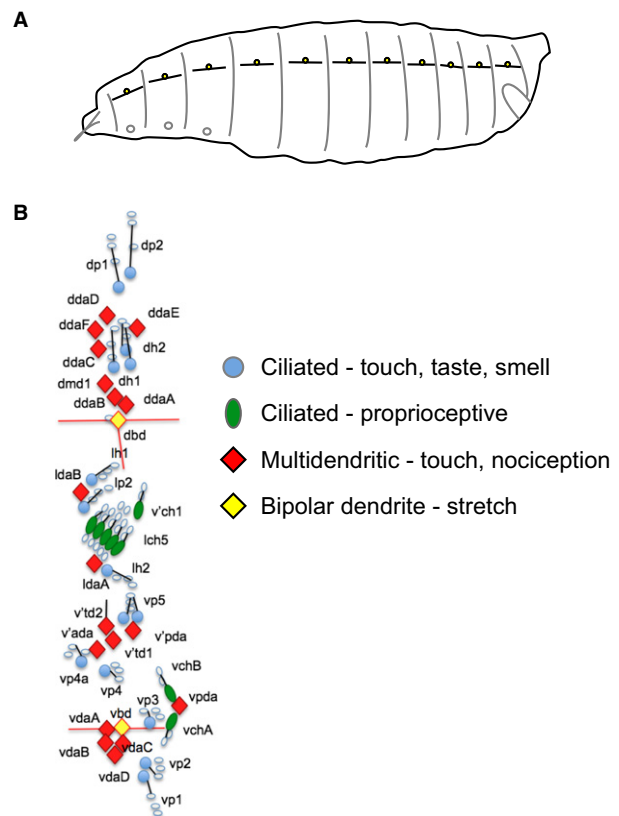 A
B
dp2
dp1
ddaD
ddaE
ddaF
dh2
ddaC
dmd1
dh1
ddaB
ddaA
dbd
lh1
ldaB
lp2
v'ch1
lch5
lh2
ldaA
v'td2
vp5
v'ada
v'pda
v'td1
vp4a
vp4
vchB
vp3
vpda
vdaA
vbd
vchA
vdaB
vdaC
vdaD
vp2
vp1
Ciliated - touch, taste, smell
Ciliated - proprioceptive
Multidendritic - touch, nociception
Bipolar dendrite - stretch